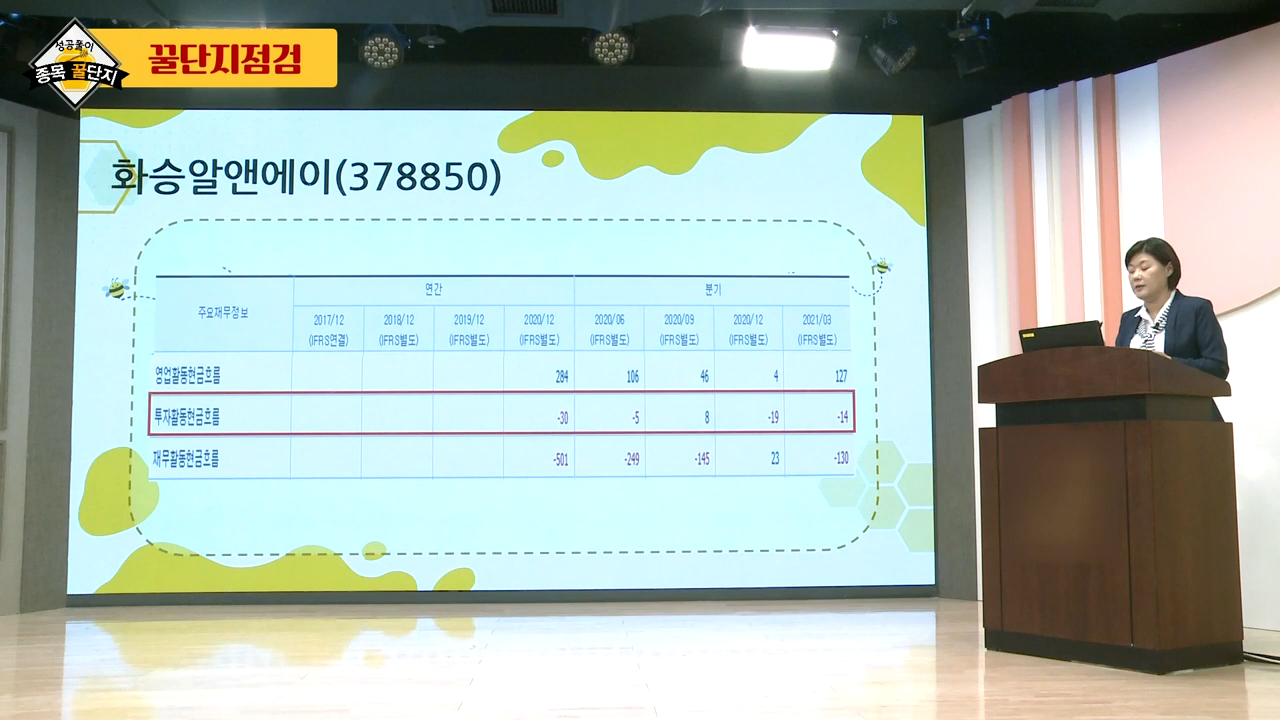 성공풀이
종목 꿀단지
꿀단지점검
화승알앤에이(378850)
주요재무정보 연간 분기
2017/12 2018/12 2019/12 2020/12 2020/06 2020/09 2020/12 2021/03
(IFRS연결) (IFRS별도) (IFRS별도) (IFRS별도) (IFRS별도) (IFRS별도) (IFRS별도) (IFRS별도)
영업활동현금흐름 284 106 46 4 127
투자활동현금흐름 -30 -5 8 -19 -14
재무활동현금흐름 -501 -249 -145 23 -130